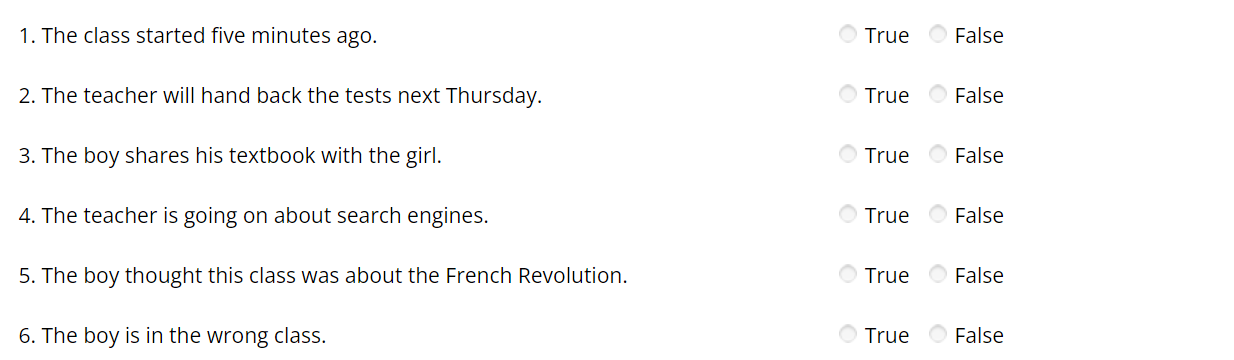 1. The class started five minutes ago. True False
2. The teacher will hand back the tests next Thursday. True False
3. The boy shares his textbook with the girl. True False
4. The teacher is going on about search engines. True False
5. The boy thought this class was about the French Revolution. True False
6. The boy is in the wrong class. True False